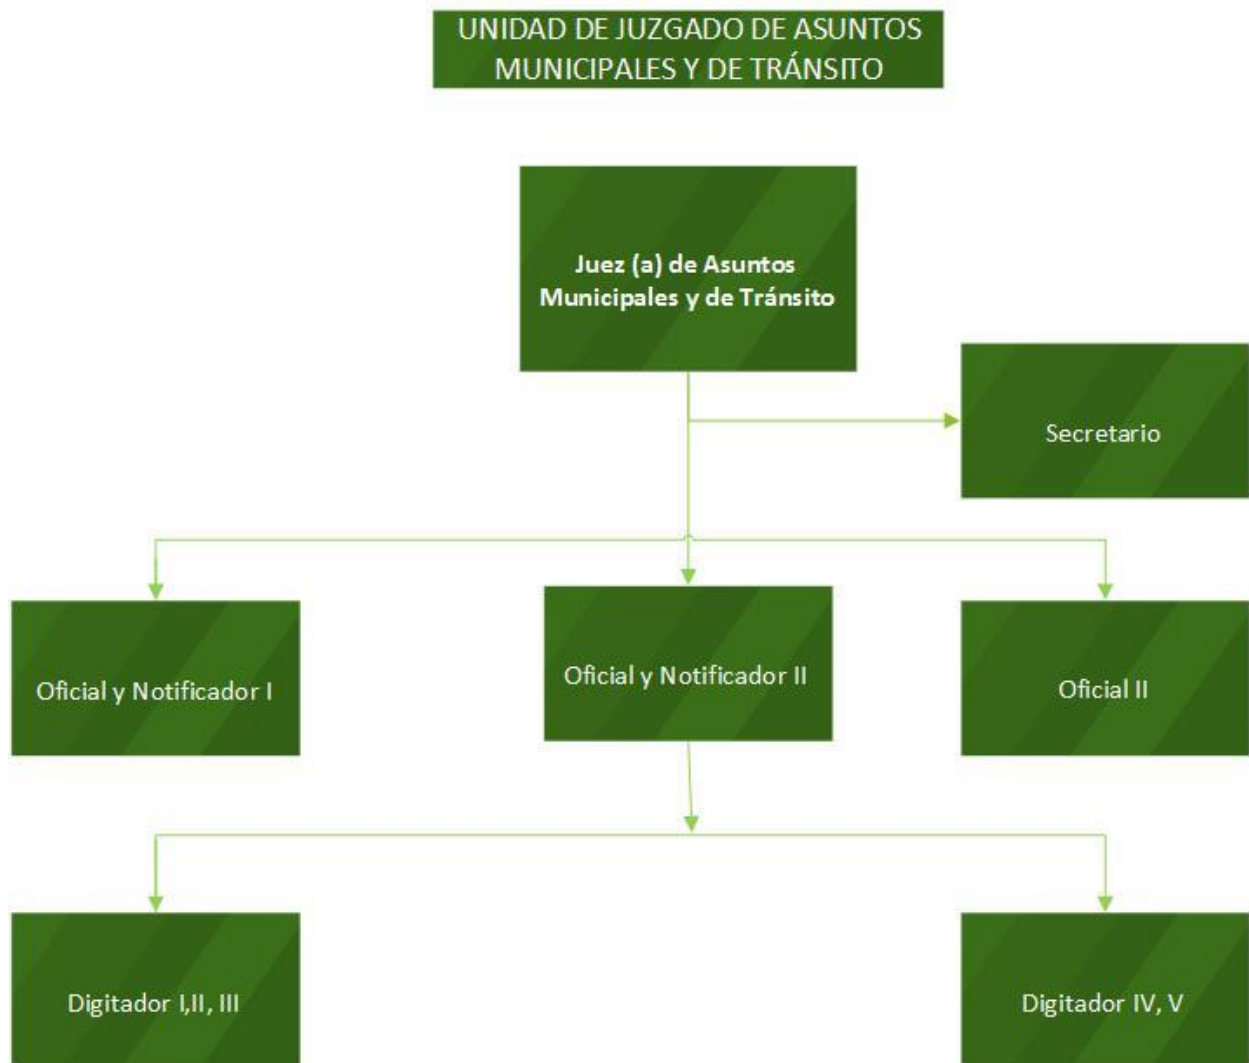 UNIDAD DE JUZGADO DE ASUNTOS
MUNICIPALES Y DE TRÁNSITO
Juez (a) de Asuntos
Municipales y de Tránsito
Secretario
Oficial y Notificador I
Oficial y Notificador II
Oficial II
Digitador I,II, III
Digitador IV, V